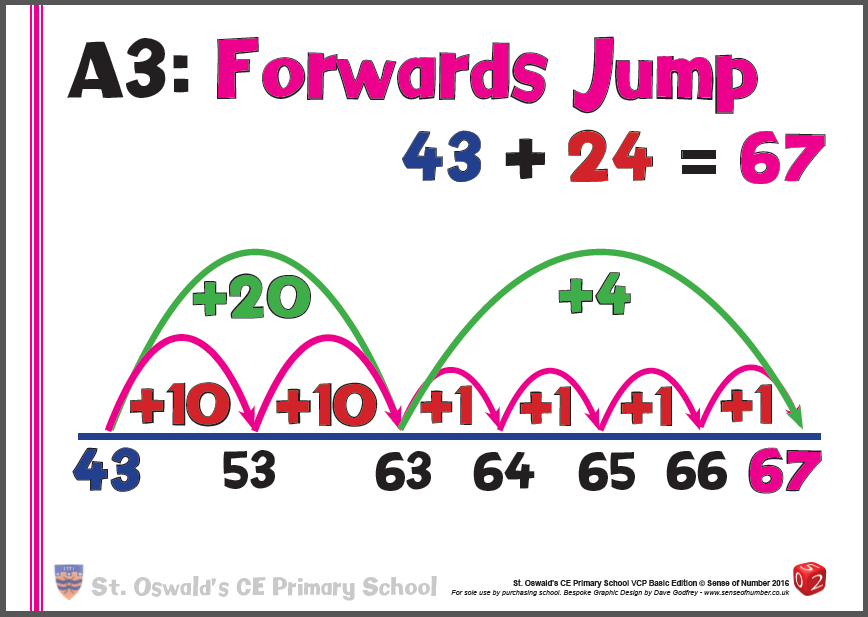 A3: Forwards Jump
43 + 24 = 67
+20 +4
+10 +10 +1 +1 +1 +1
43 53 63 64 65 66 67
St. Oswald's CE Primary School
St. Oswald's CE Primary School VCP Basic Edition © Sense of Number 2016
For sole use by purchasing school. Bespoke Graphic Design by Dave Godfrey - www.senseofnumber.co.uk